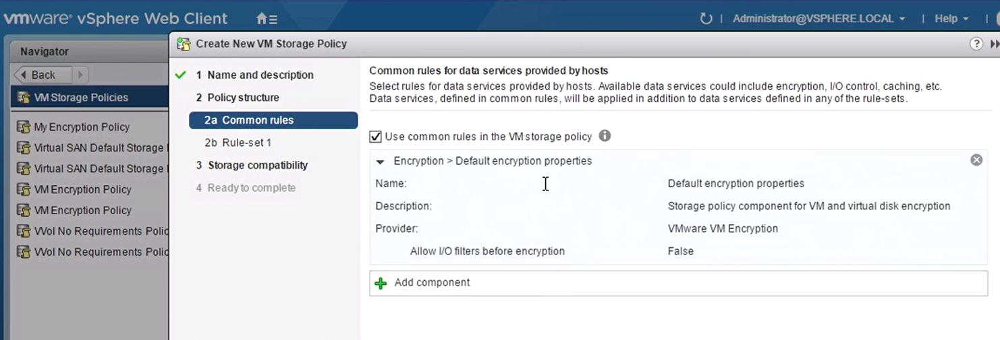 vmware® vSphere Web Client
Administrator@VSPHERE.LOCAL
Help
Navigator
Back
VM Storage Policies
My Encryption Policy
Virtual SAN Default Storage
Virtual SAN Default Storage
VM Encryption Policy
VM Encryption Policy
VVol No Requirements Polic
VVol No Requirements Polic
Create New VM Storage Policy
?
1 Name and description
2 Policy structure
2a Common rules
2b Rule-set 1
3 Storage compatibility
4 Ready to complete
Common rules for data services provided by hosts
Select rules for data services provided by hosts. Available data services could include encryption, I/O control, caching, etc.
Data services, defined in common rules, will be applied in addition to data services defined in any of the rule-sets.
Use common rules in the VM storage policy
Encryption > Default encryption properties
Name: Default encryption properties
Description: Storage policy component for VM and virtual disk encryption
Provider: VMware VM Encryption
Allow I/O filters before encryption False
Add component